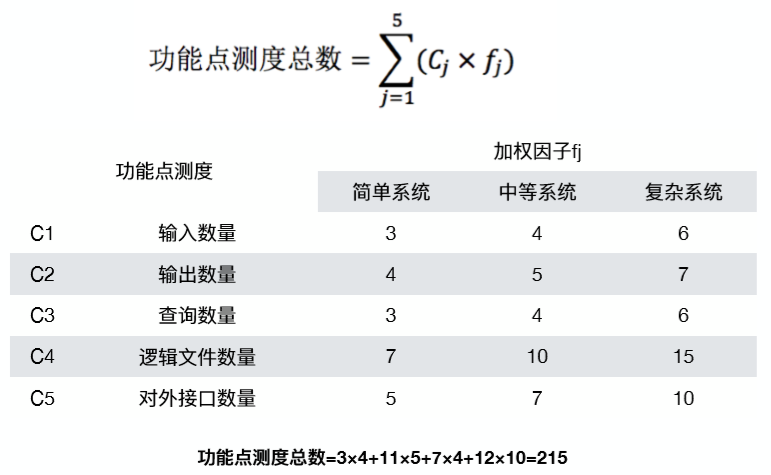 功能点测度总数 = ∑(Cj × fj)
5
j=1
功能点测度 加权因子fj
简单系统 中等系统 复杂系统
C1 输入数量 3 4 6
C2 输出数量 4 5 7
C3 查询数量 3 4 6
C4 逻辑文件数量 7 10 15
C5 对外接口数量 5 7 10
功能点测度总数=3×4+11×5+7×4+12×10=215